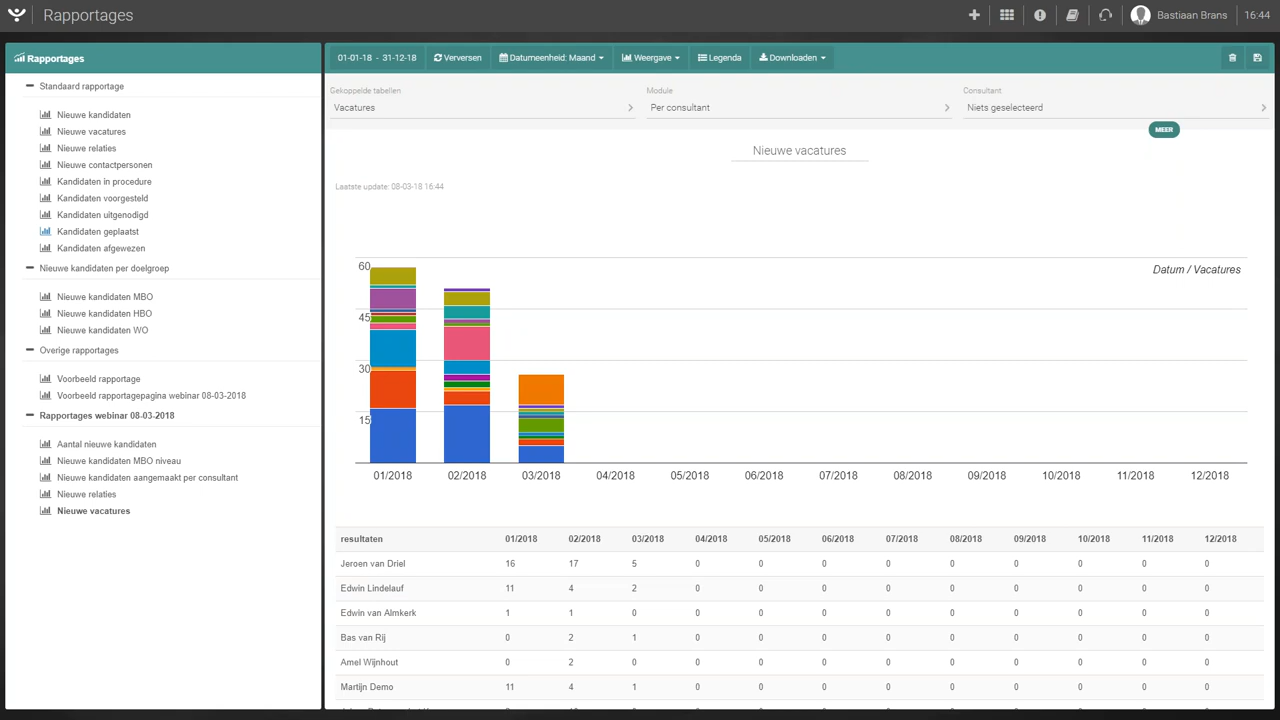 Rapportages
Bastiaan Brans
16:44
Rapportages
Standaard rapportage
Nieuwe kandidaten
Nieuwe vacatures
Nieuwe relaties
Nieuwe contactpersonen
Kandidaten in procedure
Kandidaten voorgesteld
Kandidaten uitgenodigd
Kandidaten geplaatst
Kandidaten afgewezen
Nieuwe kandidaten per doelgroep
Nieuwe kandidaten MBO
Nieuwe kandidaten HBO
Nieuwe kandidaten WO
Overige rapportages
Voorbeeld rapportage
Voorbeeld rapportagepagina webinar 08-03-2018
Rapportages webinar 08-03-2018
Aantal nieuwe kandidaten
Nieuwe kandidaten MBO niveau
Nieuwe kandidaten aangemaakt per consultant
Nieuwe relaties
Nieuwe vacatures
01-01-18 - 31-12-18 Verversen Datumeenheid: Maand Weergave Legenda Downloaden
Gekoppelde tabellen Module Consultant
Vacatures Per consultant Niets geselecteerd
MEER
Nieuwe vacatures
Laatste update: 08-03-18 16:44
Datum / Vacatures
60
45
30
15
01/2018 02/2018 03/2018 04/2018 05/2018 06/2018 07/2018 08/2018 09/2018 10/2018 11/2018 12/2018
resultaten 01/2018 02/2018 03/2018 04/2018 05/2018 06/2018 07/2018 08/2018 09/2018 10/2018 11/2018 12/2018
Jeroen van Driel 16 17 5 0 0 0 0 0 0 0 0 0
Edwin Lindelauf 11 4 2 0 0 0 0 0 0 0 0 0
Edwin van Almkerk 1 1 0 0 0 0 0 0 0 0 0 0
Bas van Rij 0 2 1 0 0 0 0 0 0 0 0 0
Amel Wijnhout 0 2 0 0 0 0 0 0 0 0 0 0
Martijn Demo 11 4 1 0 0 0 0 0 0 0 0 0